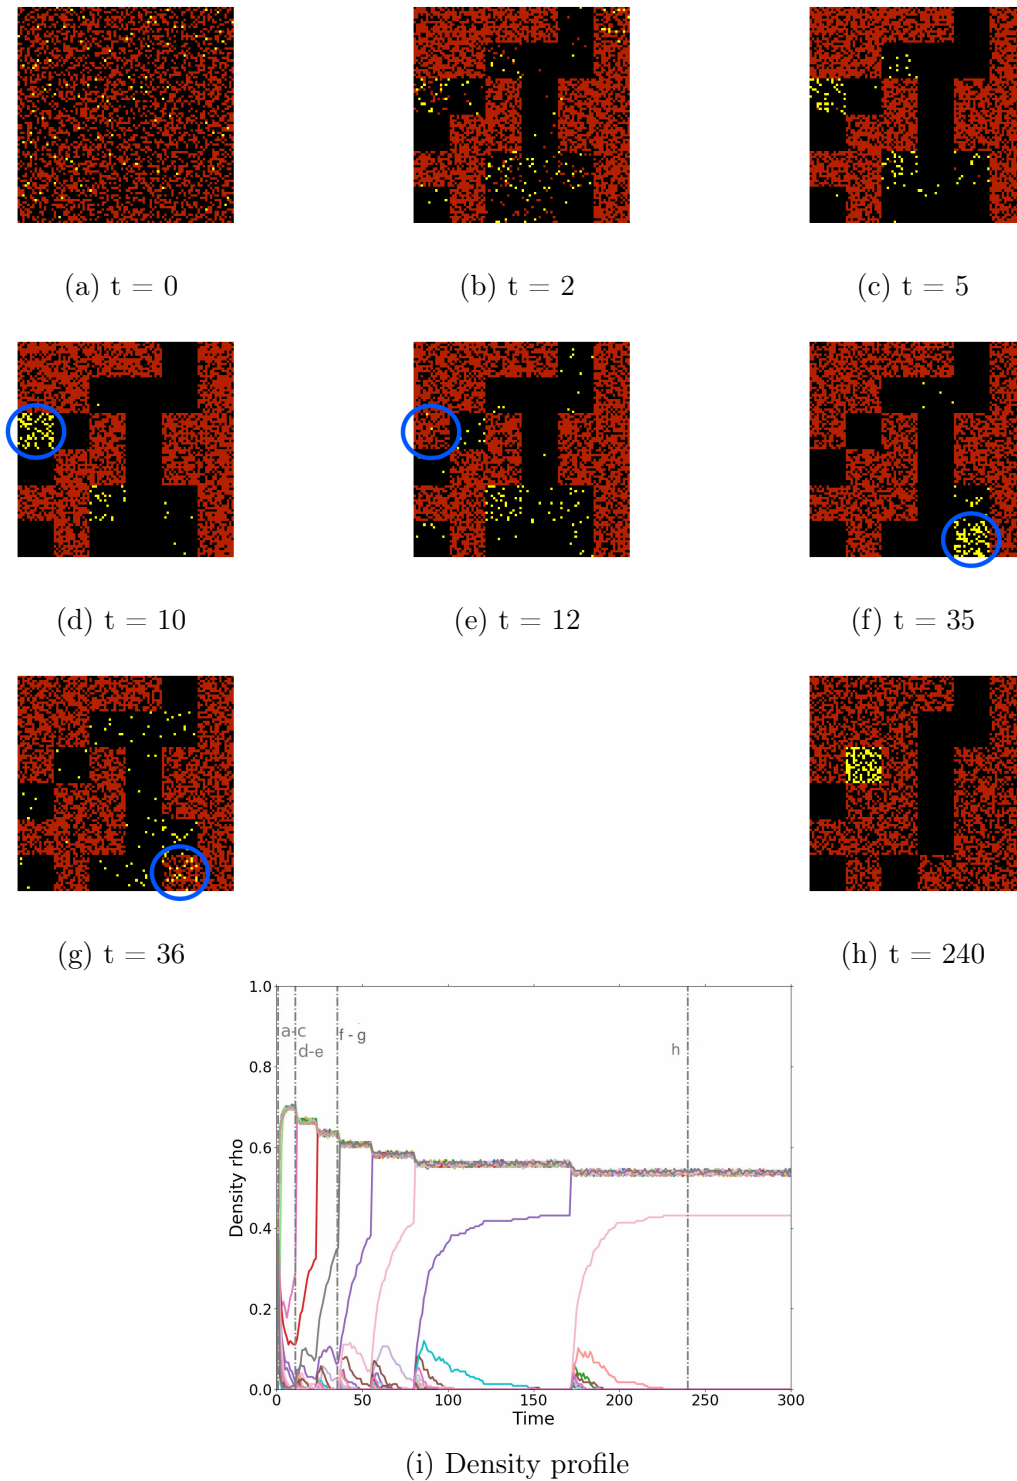 (a) t = 0
(b) t = 2
(c) t = 5
(d) t = 10
(e) t = 12
(f) t = 35
(g) t = 36
(h) t = 240
1.0
a-c
f - g
d-e
h
0.8
0.6
0.4
0.2
0.0
Density rho
0 50 100 150 200 250 300
Time
(i) Density profile